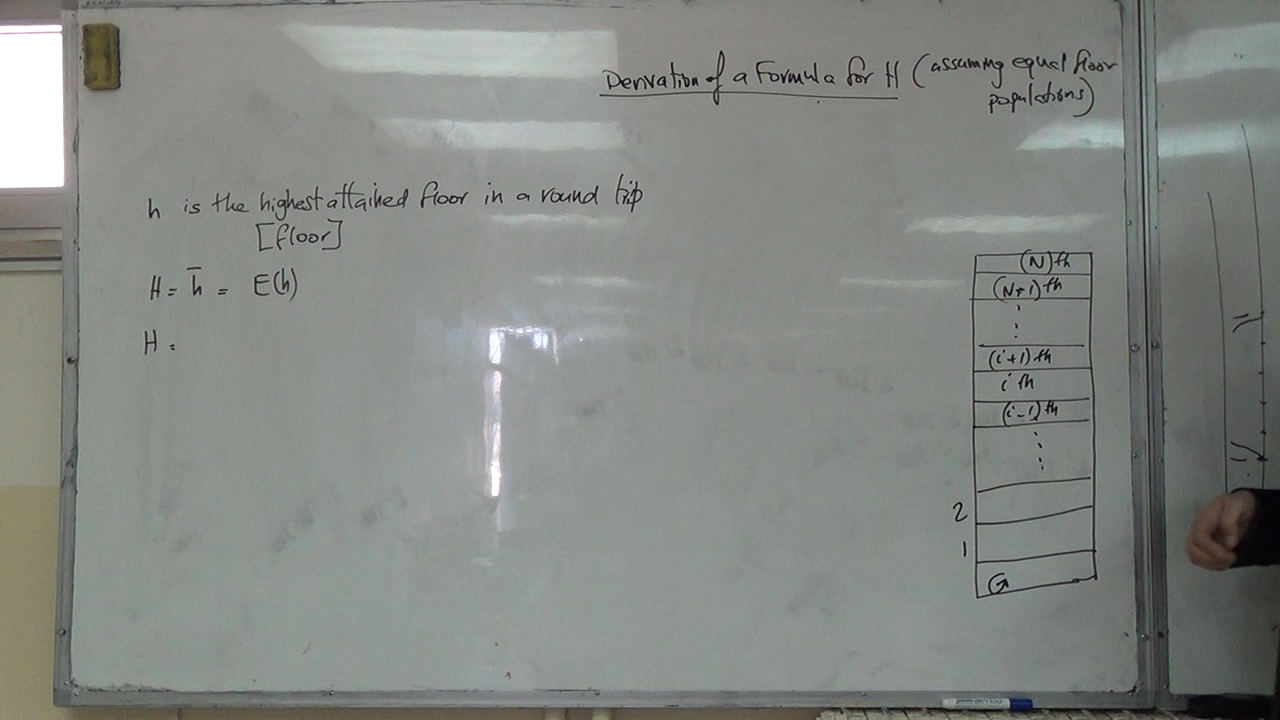 Derivation of a Formula for H (assuming equal floor
populations)
h is the highest attained floor in a round trip
[floor]
H = h̄ = E(h)
H =
(N)th
(N+1)th
(i+1)th
i th
(i-1)th
2
1
G